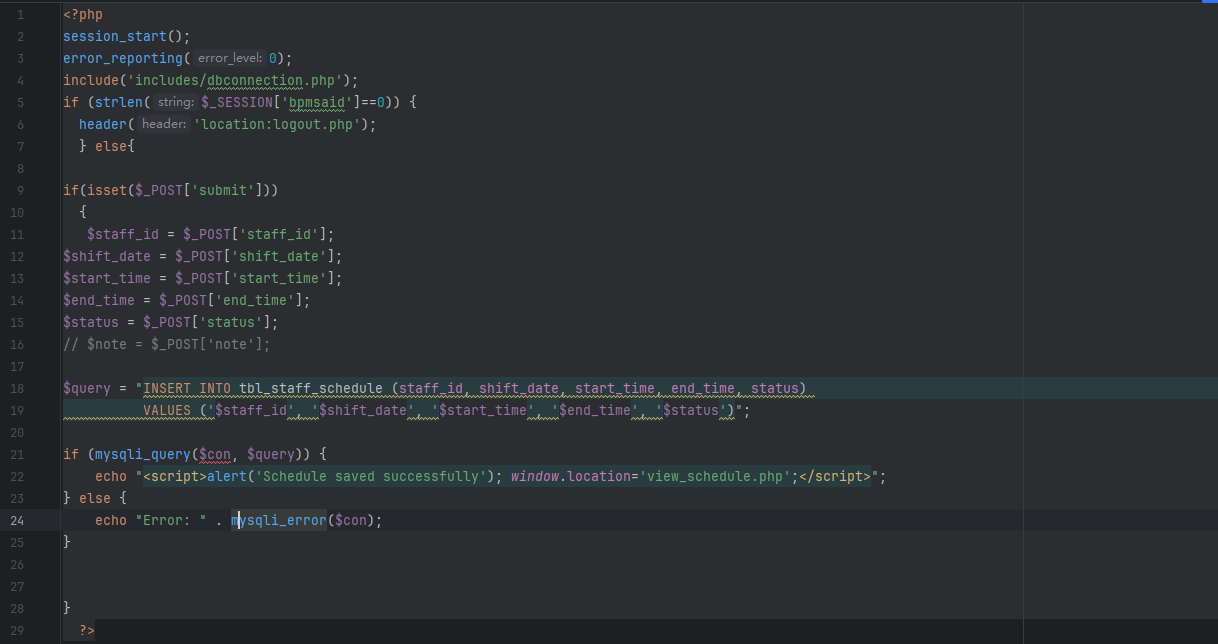 1 <?php
2 session_start();
3 error_reporting( error_level: 0);
4 include('includes/dbconnection.php');
5 if (strlen( string: $_SESSION['bpmsaid']==0)) {
6 header( header: 'location:logout.php');
7 } else{
8
9 if(isset($_POST['submit']))
10 {
11 $staff_id = $_POST['staff_id'];
12 $shift_date = $_POST['shift_date'];
13 $start_time = $_POST['start_time'];
14 $end_time = $_POST['end_time'];
15 $status = $_POST['status'];
16 // $note = $_POST['note'];
17
18 $query = "INSERT INTO tbl_staff_schedule (staff_id, shift_date, start_time, end_time, status)
19 VALUES ('$staff_id', '$shift_date', '$start_time', '$end_time', '$status')";
20
21 if (mysqli_query($con, $query)) {
22 echo "<script>alert('Schedule saved successfully'); window.location='view_schedule.php';</script>";
23 } else {
24 echo "Error: " . mysqli_error($con);
25 }
26
27
28 }
29 ?>